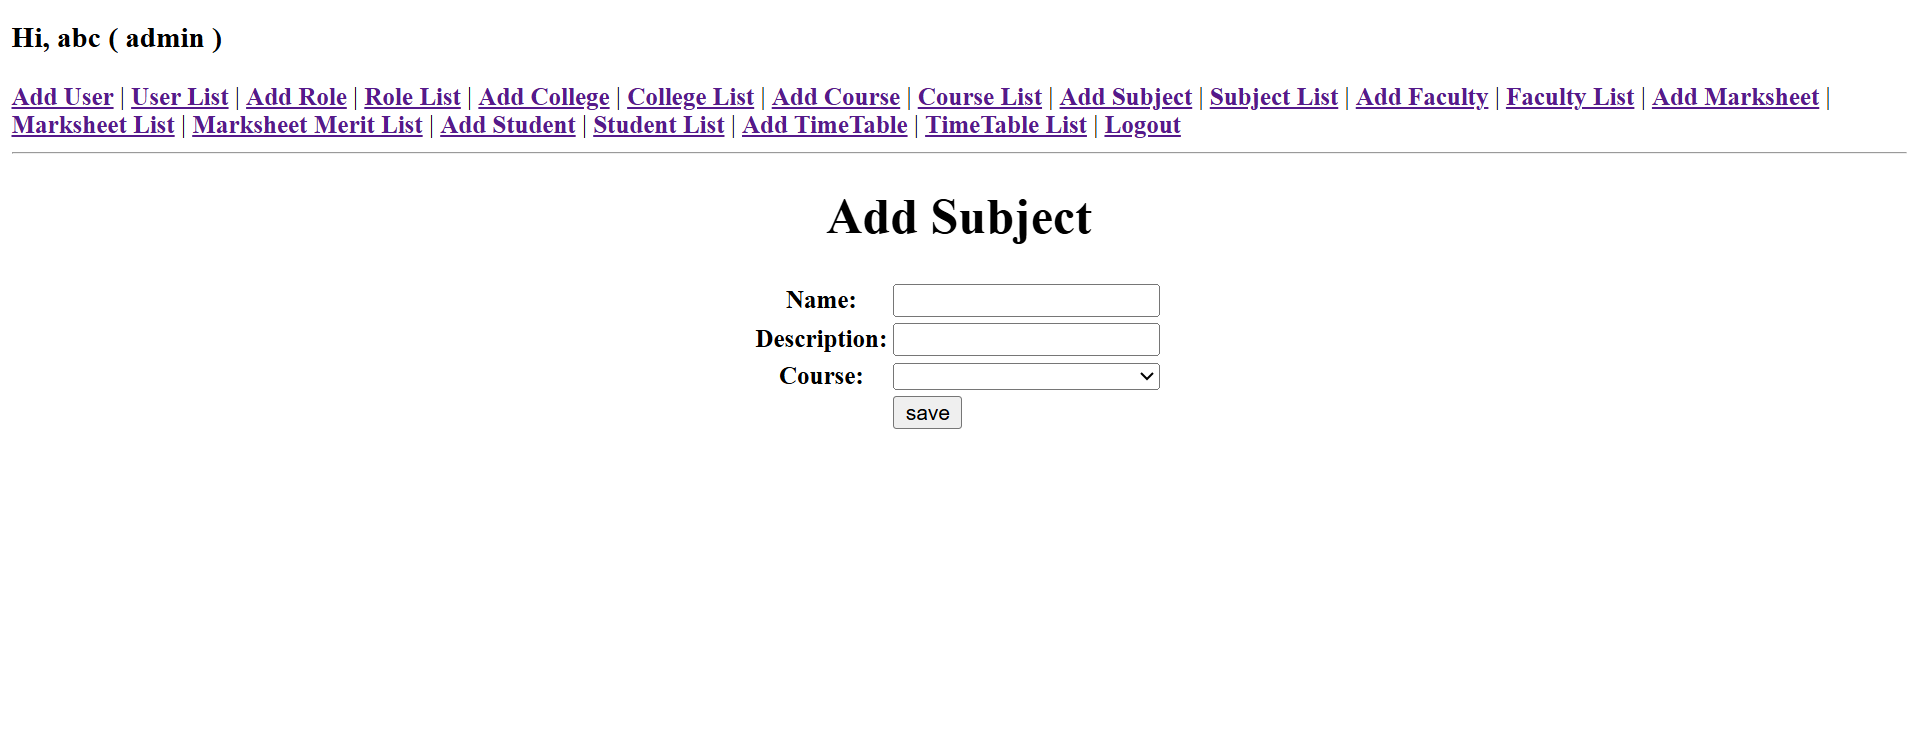 Hi, abc ( admin )
Add User | User List | Add Role | Role List | Add College | College List | Add Course | Course List | Add Subject | Subject List | Add Faculty | Faculty List | Add Marksheet |
Marksheet List | Marksheet Merit List | Add Student | Student List | Add TimeTable | TimeTable List | Logout
Add Subject
Name:
Description:
Course:
save